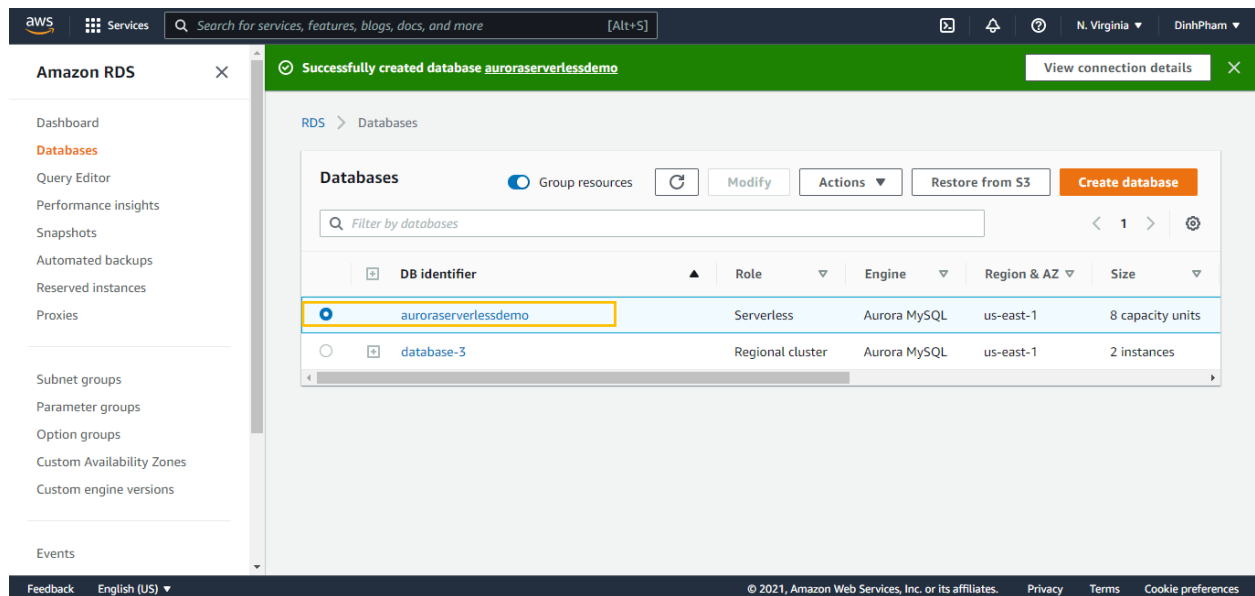 aws Services Search for services, features, blogs, docs, and more [Alt+S] N. Virginia ▼ DinhPham ▼
Amazon RDS
Successfully created database auroraserverlessdemo View connection details
Dashboard
Databases
Query Editor
Performance insights
Snapshots
Automated backups
Reserved instances
Proxies
Subnet groups
Parameter groups
Option groups
Custom Availability Zones
Custom engine versions
Events
RDS > Databases
Databases Group resources Modify Actions ▼ Restore from S3 Create database
Filter by databases < 1 >
DB identifier Role Engine Region & AZ Size
auroraserverlessdemo Serverless Aurora MySQL us-east-1 8 capacity units
database-3 Regional cluster Aurora MySQL us-east-1 2 instances
Feedback English (US) ▼ © 2021, Amazon Web Services, Inc. or its affiliates. Privacy Terms Cookie preferences